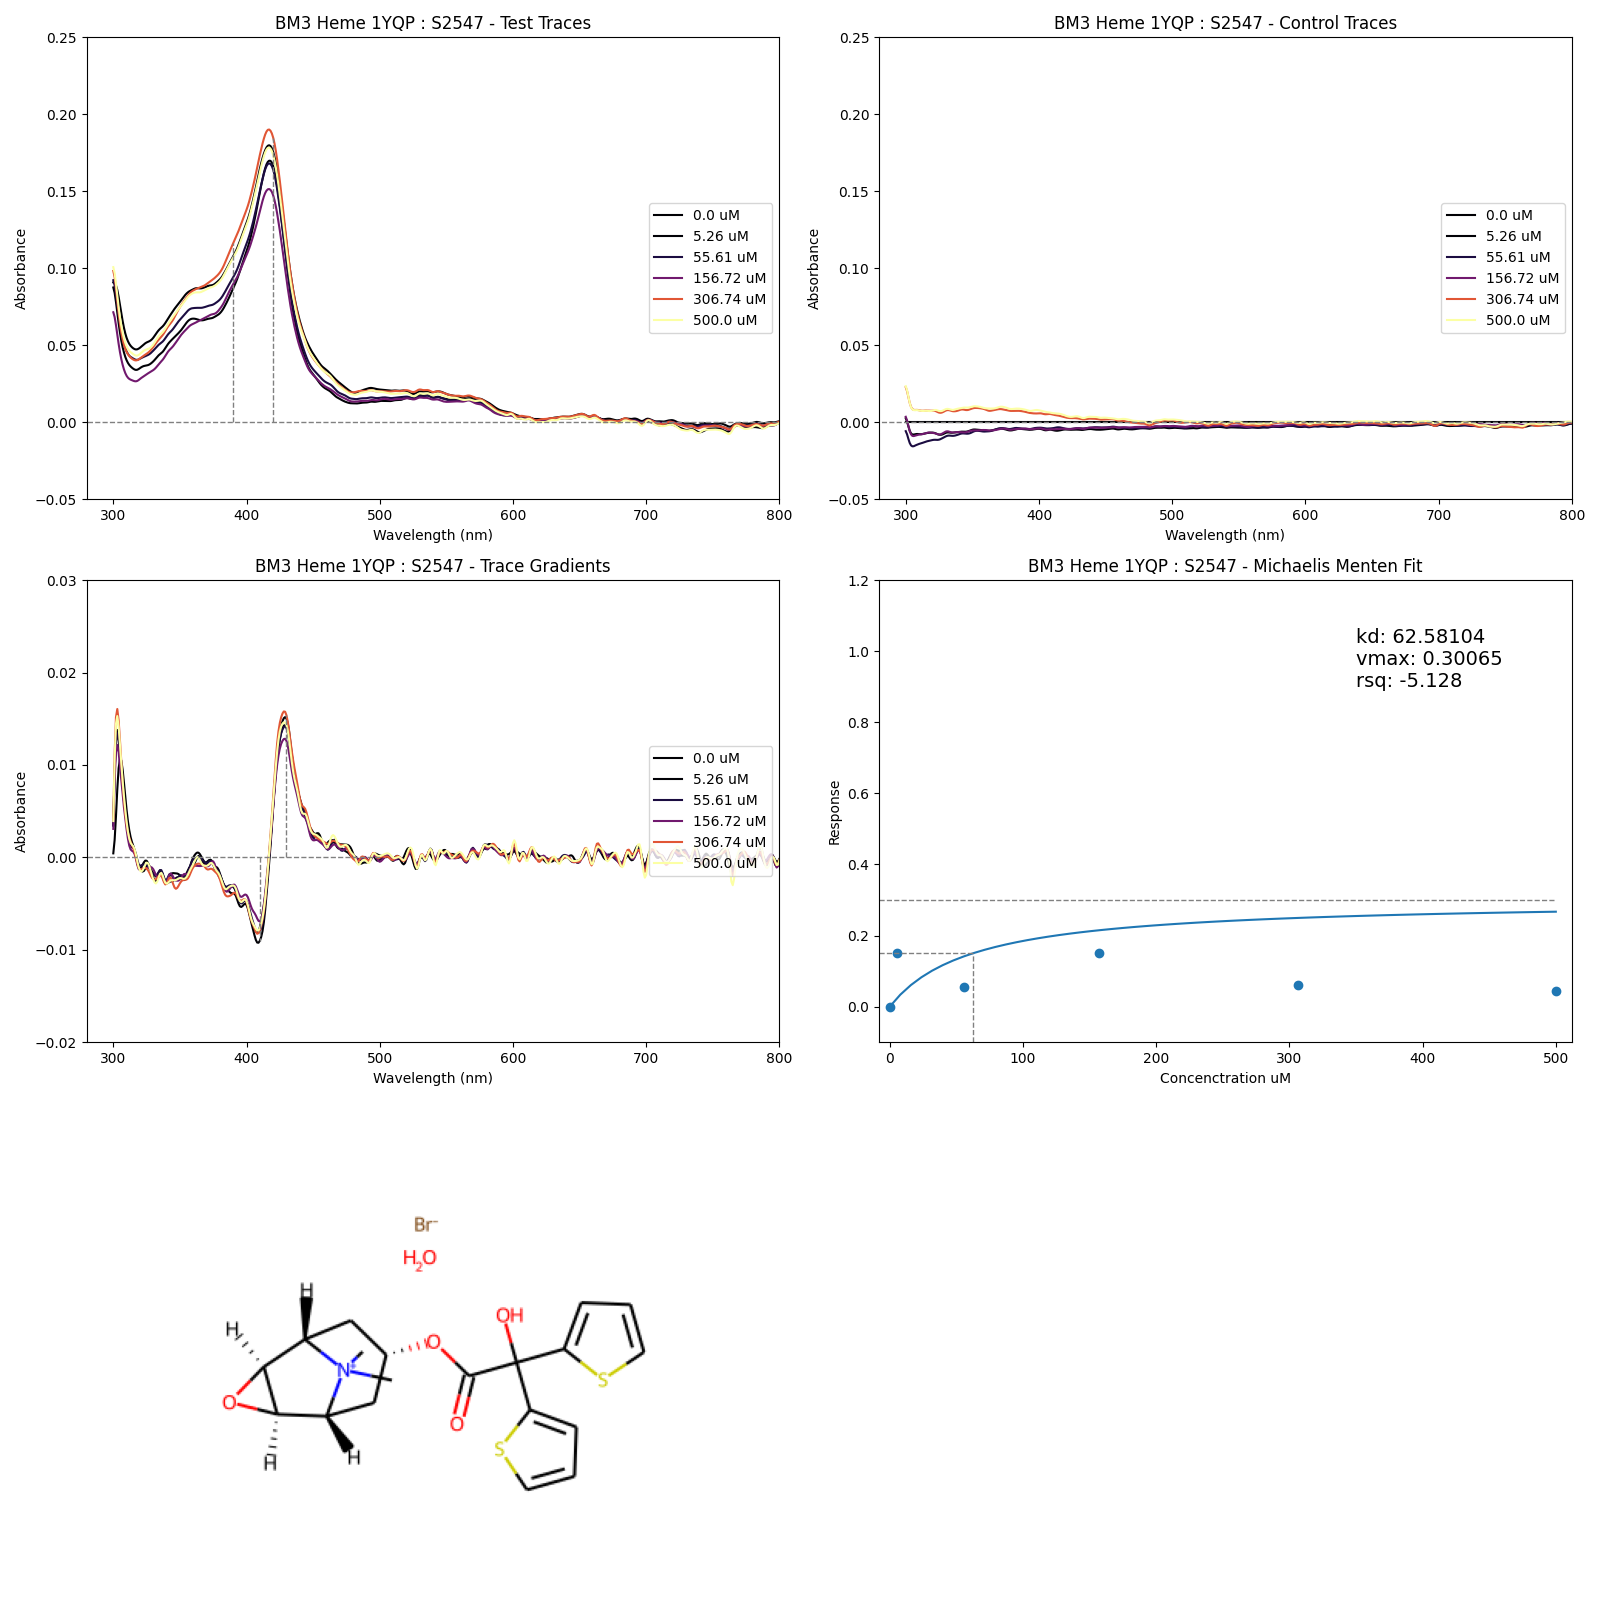 BM3 Heme 1YQP : S2547 - Test Traces
Absorbance
0.25
0.20
0.15
0.10
0.05
0.00
−0.05
300 400 500 600 700 800
Wavelength (nm)
0.0 uM
5.26 uM
55.61 uM
156.72 uM
306.74 uM
500.0 uM
BM3 Heme 1YQP : S2547 - Control Traces
Absorbance
0.25
0.20
0.15
0.10
0.05
0.00
−0.05
300 400 500 600 700 800
Wavelength (nm)
0.0 uM
5.26 uM
55.61 uM
156.72 uM
306.74 uM
500.0 uM
BM3 Heme 1YQP : S2547 - Trace Gradients
Absorbance
0.03
0.02
0.01
0.00
−0.01
−0.02
300 400 500 600 700 800
Wavelength (nm)
0.0 uM
5.26 uM
55.61 uM
156.72 uM
306.74 uM
500.0 uM
BM3 Heme 1YQP : S2547 - Michaelis Menten Fit
Response
1.2
1.0
0.8
0.6
0.4
0.2
0.0
0 100 200 300 400 500
Concenctration uM
kd: 62.58104
vmax: 0.30065
rsq: -5.128
Br⁻
H₂O
H
H
OH
O
N⁺
S
O
O
S
H
H